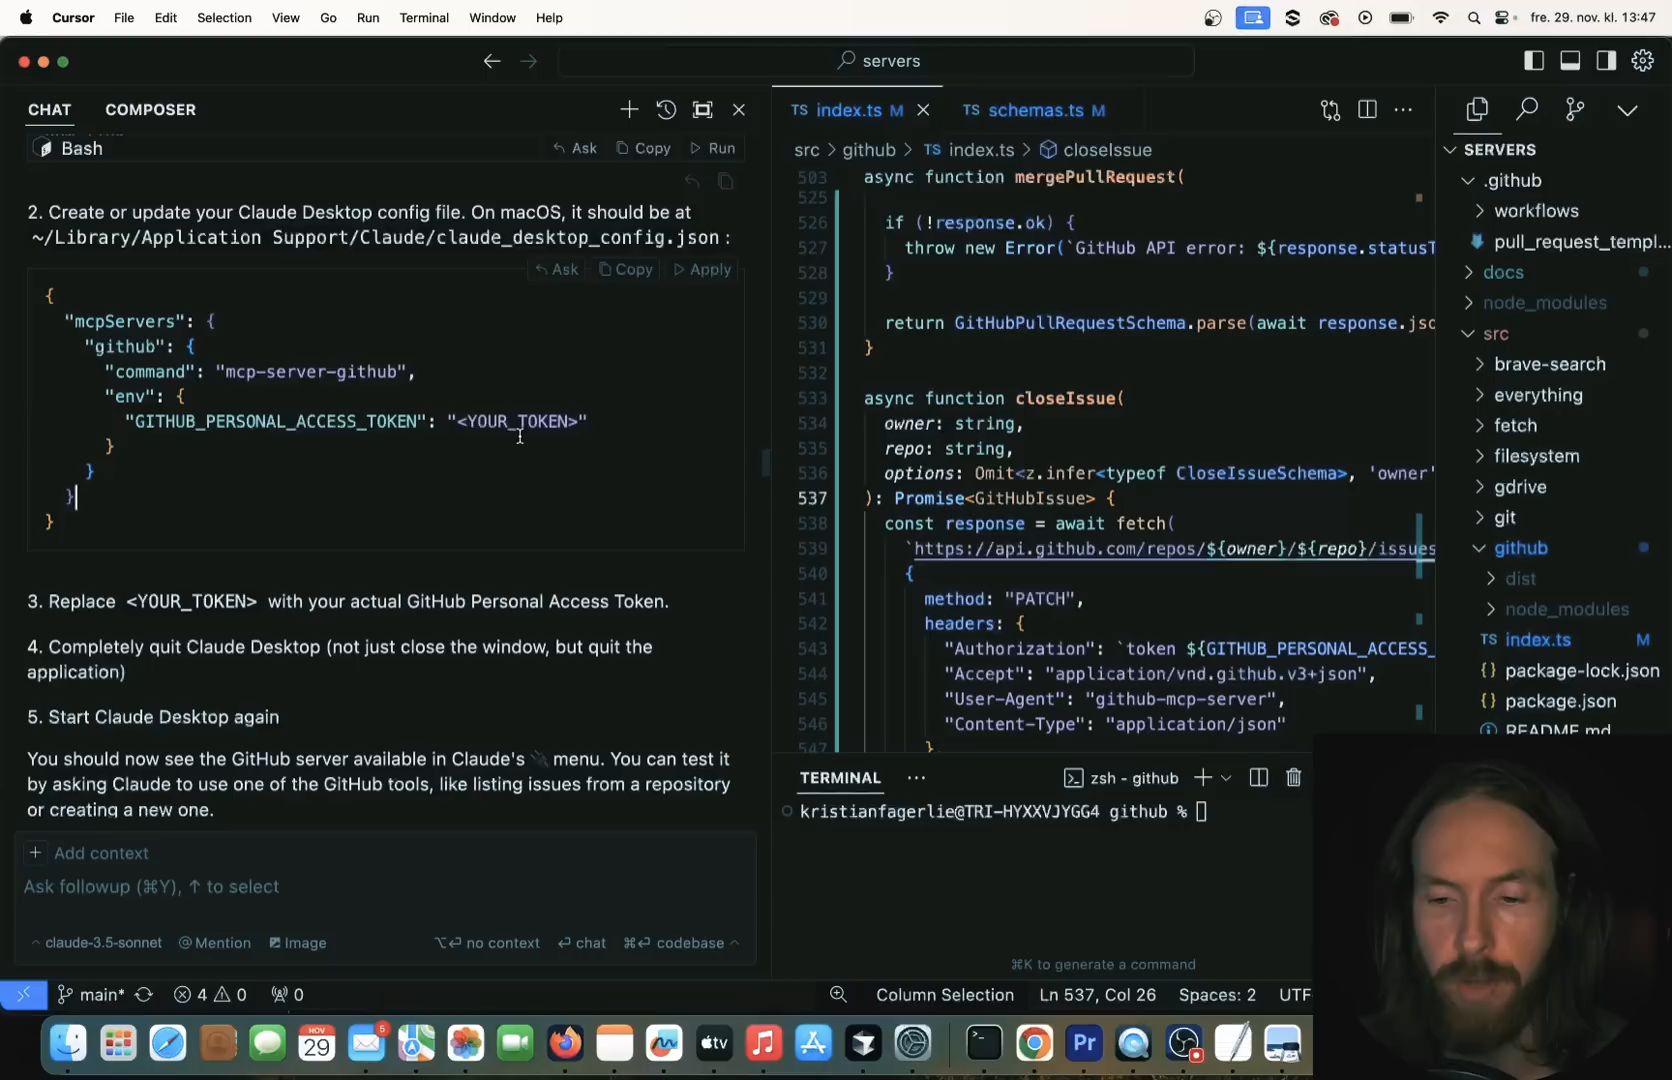 Cursor File Edit Selection View Go Run Terminal Window Help
fre. 29. nov. kl. 13:47
servers
CHAT COMPOSER
Bash
Ask Copy Run
2. Create or update your Claude Desktop config file. On macOS, it should be at
~/Library/Application Support/Claude/claude_desktop_config.json:
Ask Copy Apply
{
"mcpServers": {
"github": {
"command": "mcp-server-github",
"env": {
"GITHUB_PERSONAL_ACCESS_TOKEN": "<YOUR_TOKEN>"
}
}
}
}
3. Replace <YOUR_TOKEN> with your actual GitHub Personal Access Token.
4. Completely quit Claude Desktop (not just close the window, but quit the
application)
5. Start Claude Desktop again
You should now see the GitHub server available in Claude's 🔌 menu. You can test it
by asking Claude to use one of the GitHub tools, like listing issues from a repository
or creating a new one.
+ Add context
Ask followup (⌘Y), ↑ to select
claude-3.5-sonnet @Mention Image ⌥⏎ no context ⏎ chat ⌘⏎ codebase
TS index.ts M TS schemas.ts M
src > github > TS index.ts > closeIssue
503 async function mergePullRequest(
525
526 if (!response.ok) {
527 throw new Error(`GitHub API error: ${response.statusT
528 }
529
530 return GitHubPullRequestSchema.parse(await response.jso
531 }
532
533 async function closeIssue(
534 owner: string,
535 repo: string,
536 options: Omit<z.infer<typeof CloseIssueSchema>, 'owner'
537 ): Promise<GitHubIssue> {
538 const response = await fetch(
539 `https://api.github.com/repos/${owner}/${repo}/issues
540 {
541 method: "PATCH",
542 headers: {
543 "Authorization": `token ${GITHUB_PERSONAL_ACCESS_
544 "Accept": "application/vnd.github.v3+json",
545 "User-Agent": "github-mcp-server",
546 "Content-Type": "application/json"
547 }
TERMINAL ... zsh - github
kristianfagerlie@TRI-HYXXVJYGG4 github %
⌘K to generate a command
SERVERS
.github
workflows
pull_request_templ...
docs
node_modules
src
brave-search
everything
fetch
filesystem
gdrive
git
github
dist
node_modules
TS index.ts M
{} package-lock.json
{} package.json
README.md
main* 4 0 0
Column Selection Ln 537, Col 26 Spaces: 2 UTF
NOV
29
5
tv
Pr